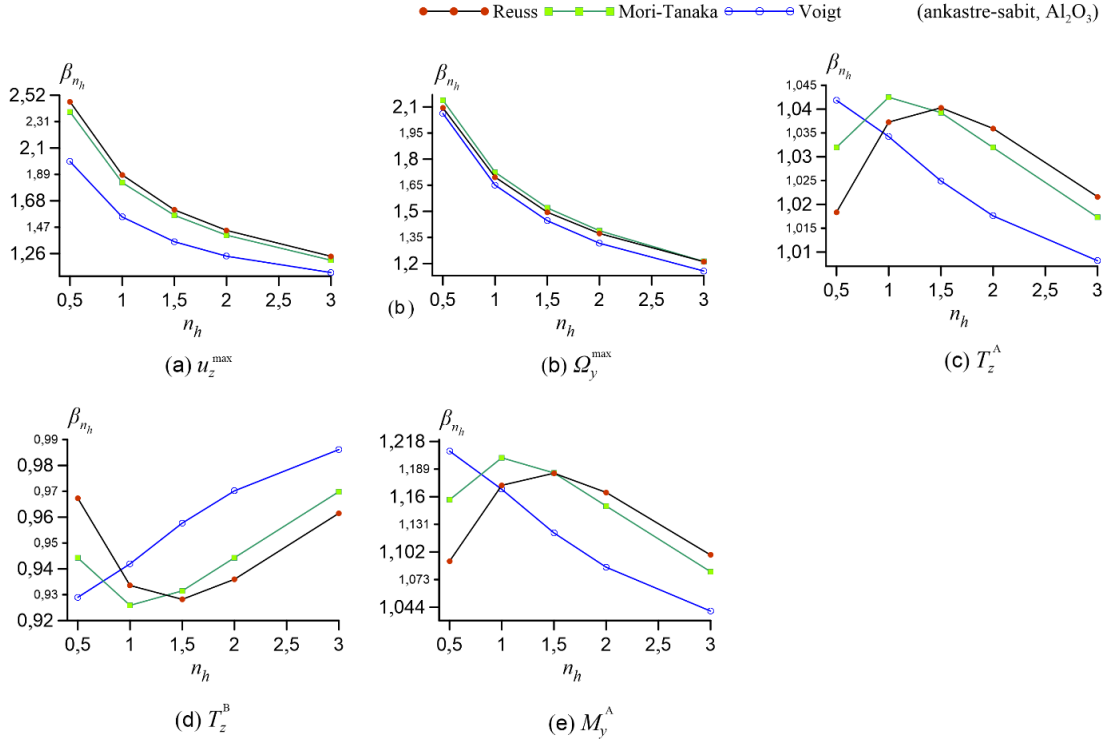 Reuss Mori-Tanaka Voigt (ankastre-sabit, Al₂O₃)
βnₕ
2,52
2,31
2,1
1,89
1,68
1,47
1,26
0,5 1 1,5 2 2,5 3
nₕ
(a) u_z^max
βnₕ
2,1
1,95
1,8
1,65
1,5
1,35
1,2
0,5 1 1,5 2 2,5 3
(b)
nₕ
(b) Ω_y^max
βnₕ
1,045
1,04
1,035
1,03
1,025
1,02
1,015
1,01
0,5 1 1,5 2 2,5 3
nₕ
(c) T_z^A
βnₕ
0,99
0,98
0,97
0,96
0,95
0,94
0,93
0,92
0,5 1 1,5 2 2,5 3
nₕ
(d) T_z^B
βnₕ
1,218
1,189
1,16
1,131
1,102
1,073
1,044
0,5 1 1,5 2 2,5 3
nₕ
(e) M_y^A